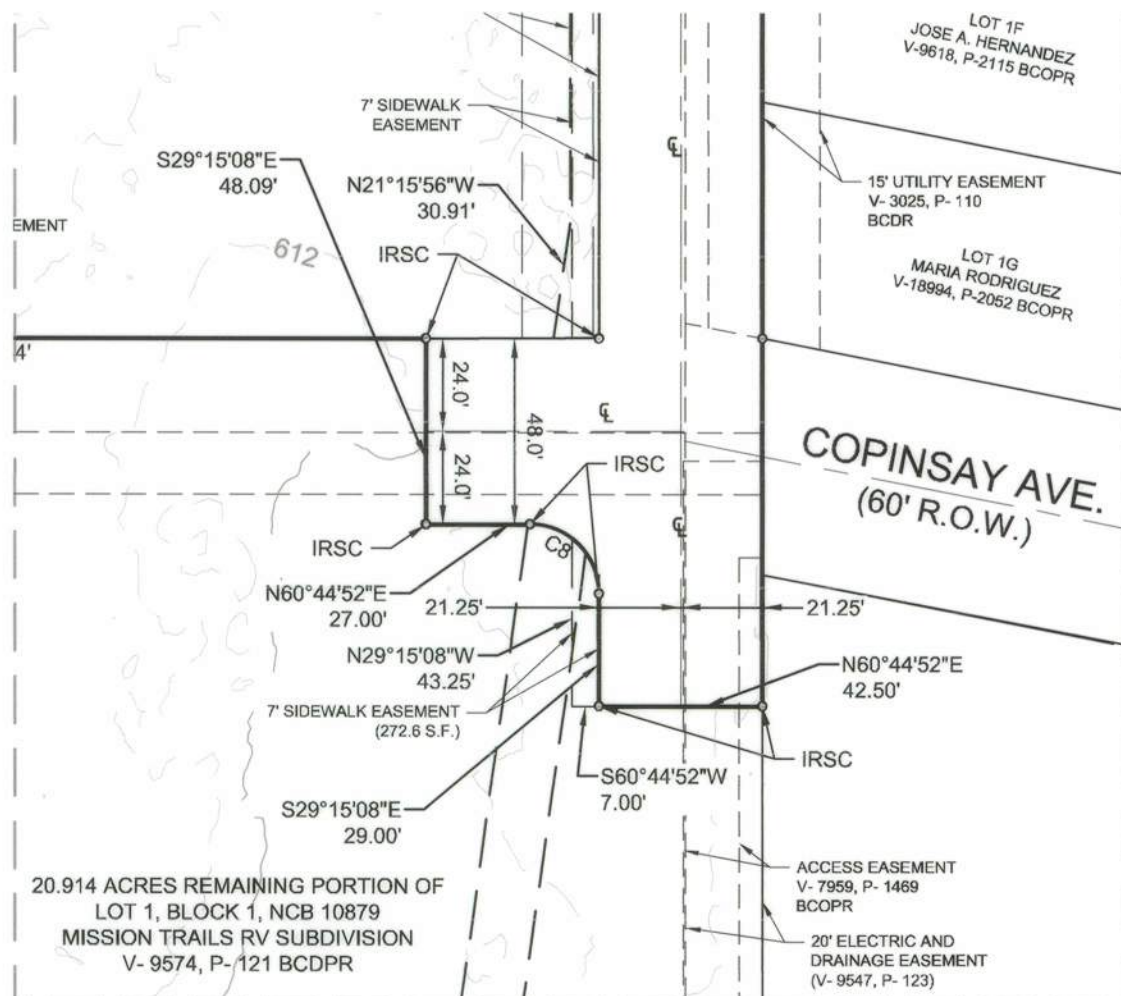 LOT 1F
JOSE A. HERNANDEZ
V-9618, P-2115 BCOPR
7' SIDEWALK
EASEMENT
S29°15'08"E
48.09'
N21°15'56"W
30.91'
15' UTILITY EASEMENT
V- 3025, P- 110
BCDR
EMENT
612
IRSC
LOT 1G
MARIA RODRIGUEZ
V-18994, P-2052 BCOPR
4'
24.0'
24.0'
48.0'
℄
℄
℄
IRSC
COPINSAY AVE.
(60' R.O.W.)
IRSC
C8
N60°44'52"E
27.00'
21.25'
21.25'
N29°15'08"W
43.25'
N60°44'52"E
42.50'
7' SIDEWALK EASEMENT
(272.6 S.F.)
IRSC
S60°44'52"W
7.00'
S29°15'08"E
29.00'
20.914 ACRES REMAINING PORTION OF
LOT 1, BLOCK 1, NCB 10879
MISSION TRAILS RV SUBDIVISION
V- 9574, P- 121 BCDPR
ACCESS EASEMENT
V- 7959, P- 1469
BCOPR
20' ELECTRIC AND
DRAINAGE EASEMENT
(V- 9547, P- 123)